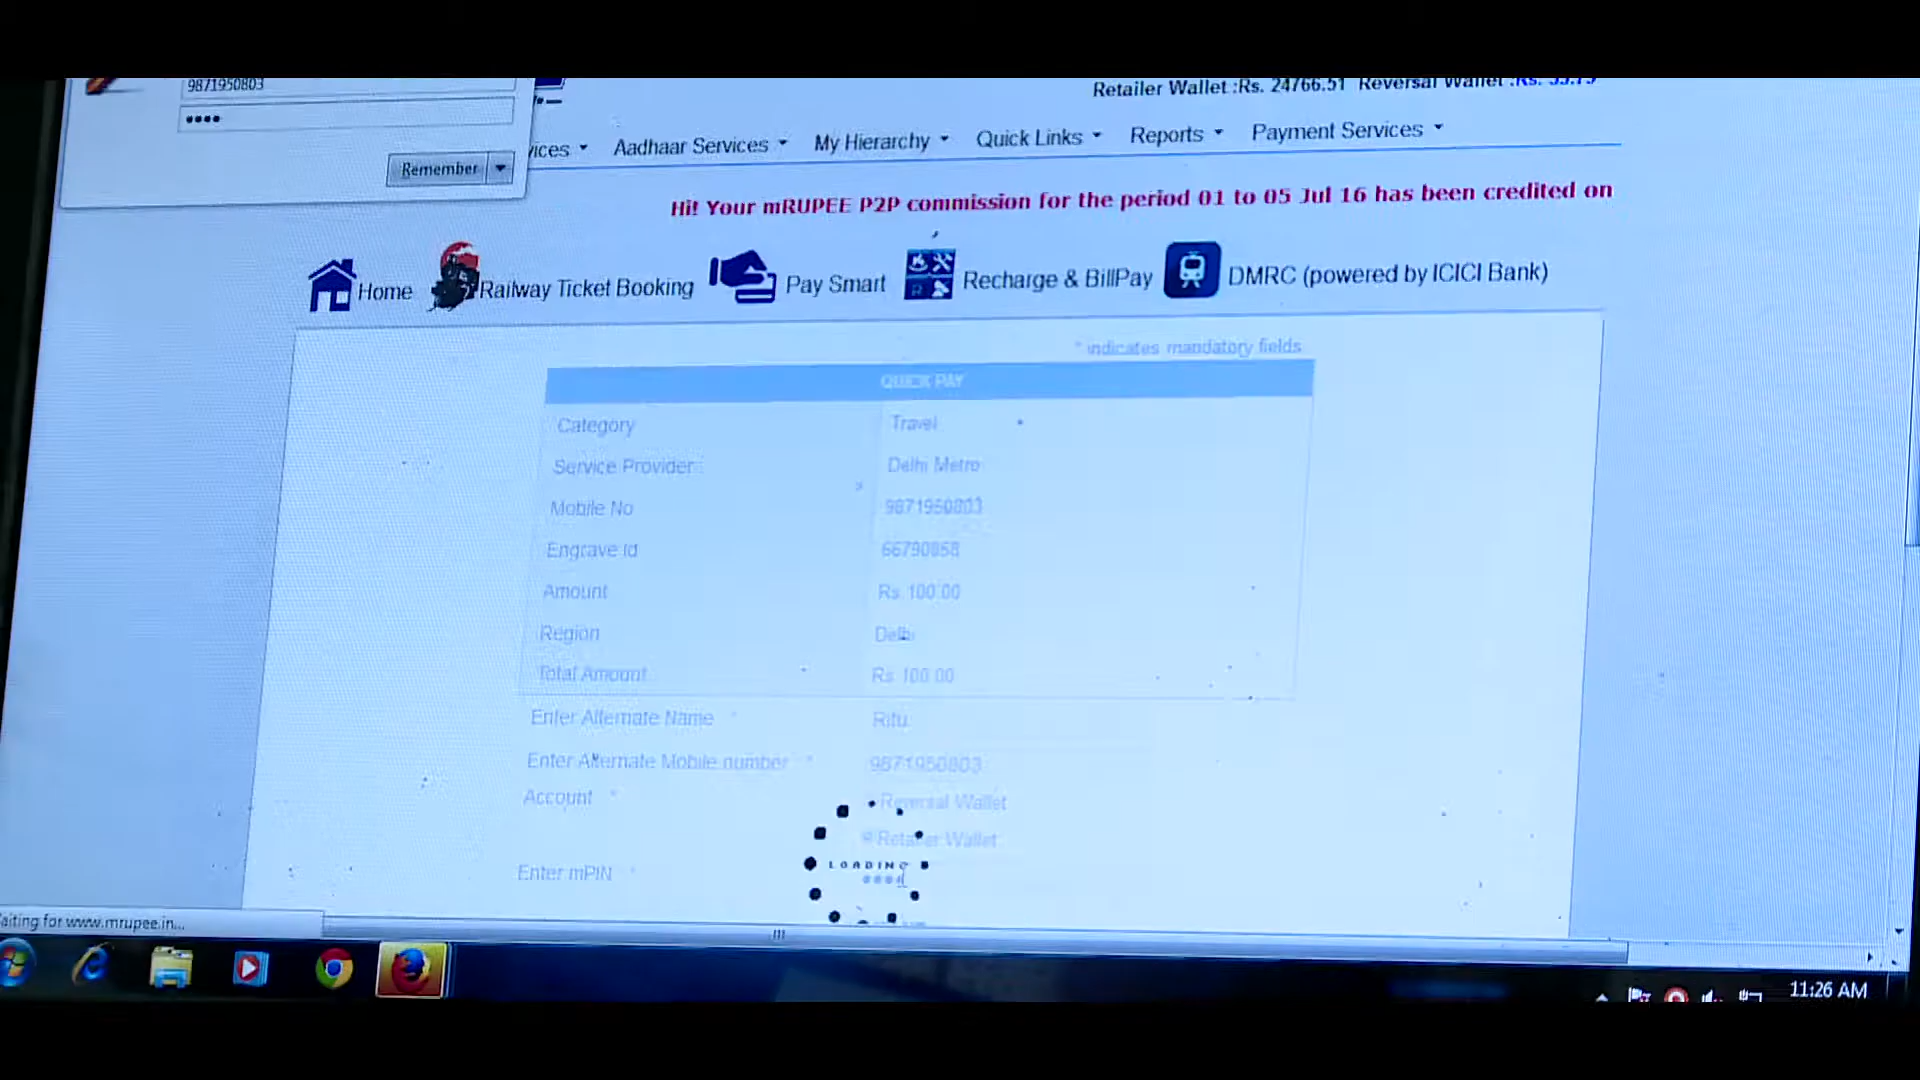 9871950803
Retailer Wallet :Rs. 24766.51 Reversal Wallet :Rs.
Remember
vices Aadhaar Services My Hierarchy Quick Links Reports Payment Services
Hi! Your mRUPEE P2P commission for the period 01 to 05 Jul 16 has been credited on
Home Railway Ticket Booking Pay Smart Recharge & BillPay DMRC (powered by ICICI Bank)
* indicates mandatory fields
QUICK PAY
Category Travel
Service Provider Delhi Metro
Mobile No 9871950803
Engrave Id 66790858
Amount Rs. 100.00
Region Delhi
Total Amount Rs. 100.00
Enter Alternate Name * Ritu
Enter Alternate Mobile number * 9871950803
Account * Reversal Wallet
Retailer Wallet
LOADING
Enter mPIN *
aiting for www.mrupee.in...
11:26 AM